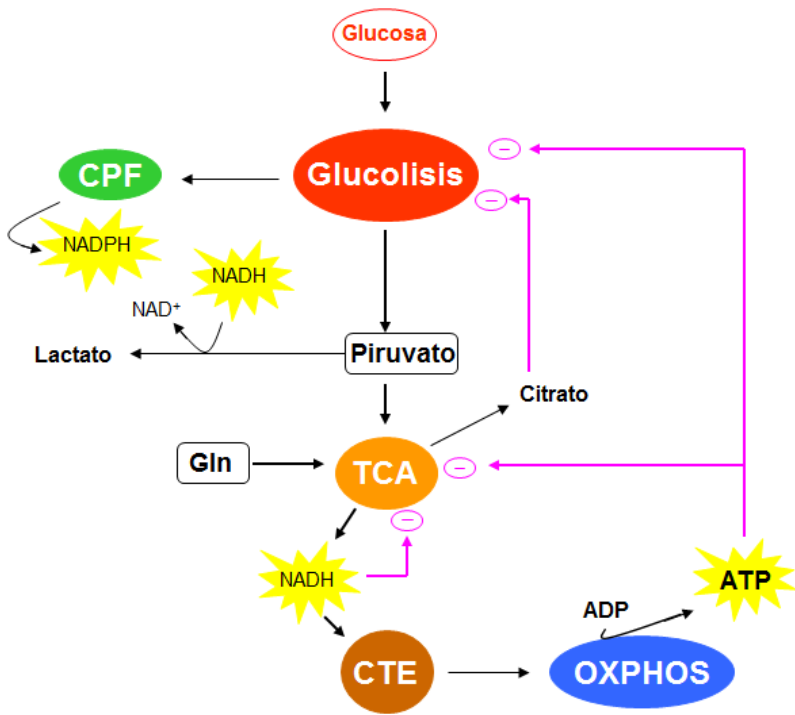 Glucosa
Glucolisis
−
CPF
−
NADPH
NADH
NAD⁺
Lactato
Piruvato
Citrato
Gln
TCA
−
−
NADH
ATP
ADP
CTE
OXPHOS